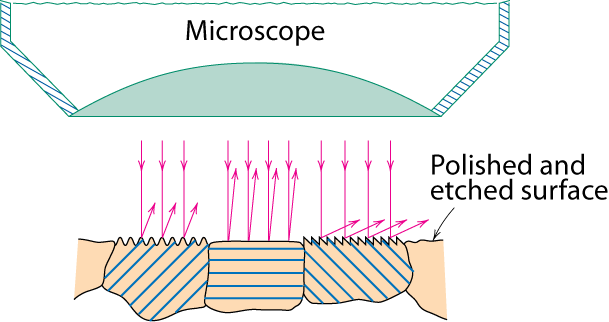 Microscope
Polished and
etched surface